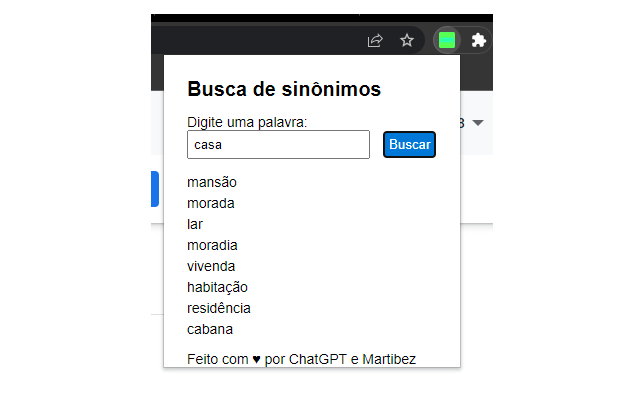 Busca de sinônimos
Digite uma palavra:
casa
Buscar
mansão
morada
lar
moradia
vivenda
habitação
residência
cabana
Feito com ♥ por ChatGPT e Martibez